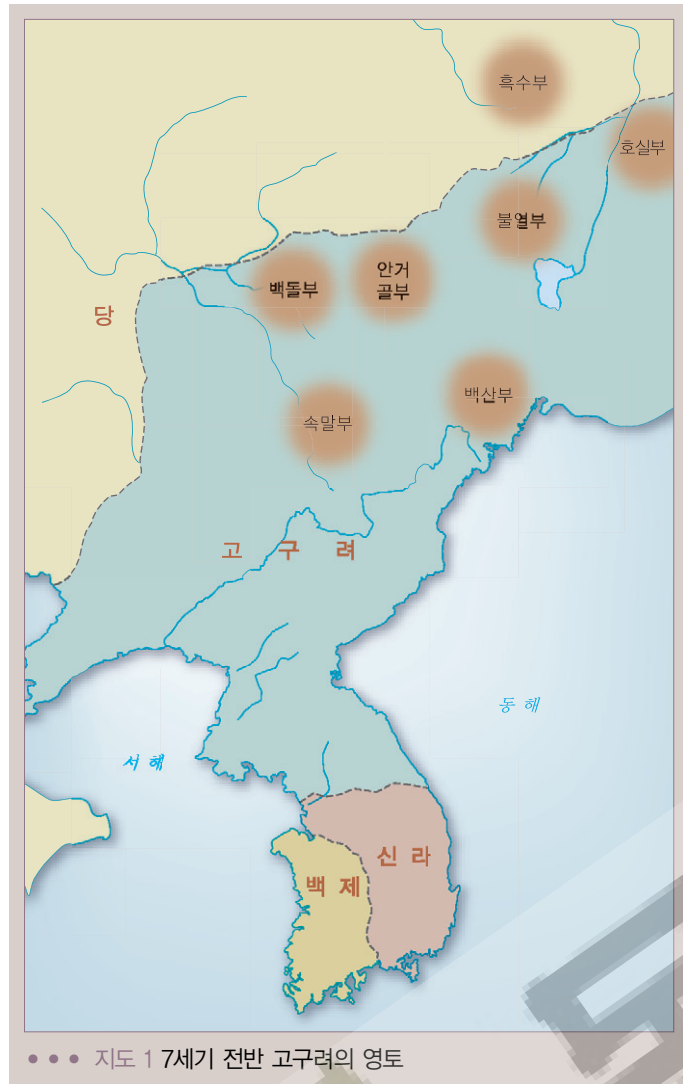 흑수부
호실부
불열부
안거
골부
백돌부
당
백산부
속말부
고 구 려
동 해
서 해
신 라
백 제
● ● ● 지도 1 7세기 전반 고구려의 영토